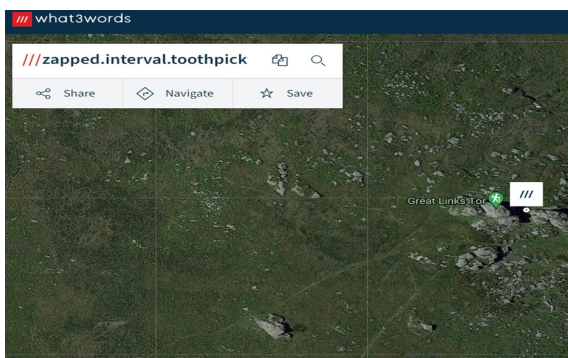 /// what3words
///zapped.interval.toothpick
Share Navigate Save
Great Links Tor
///